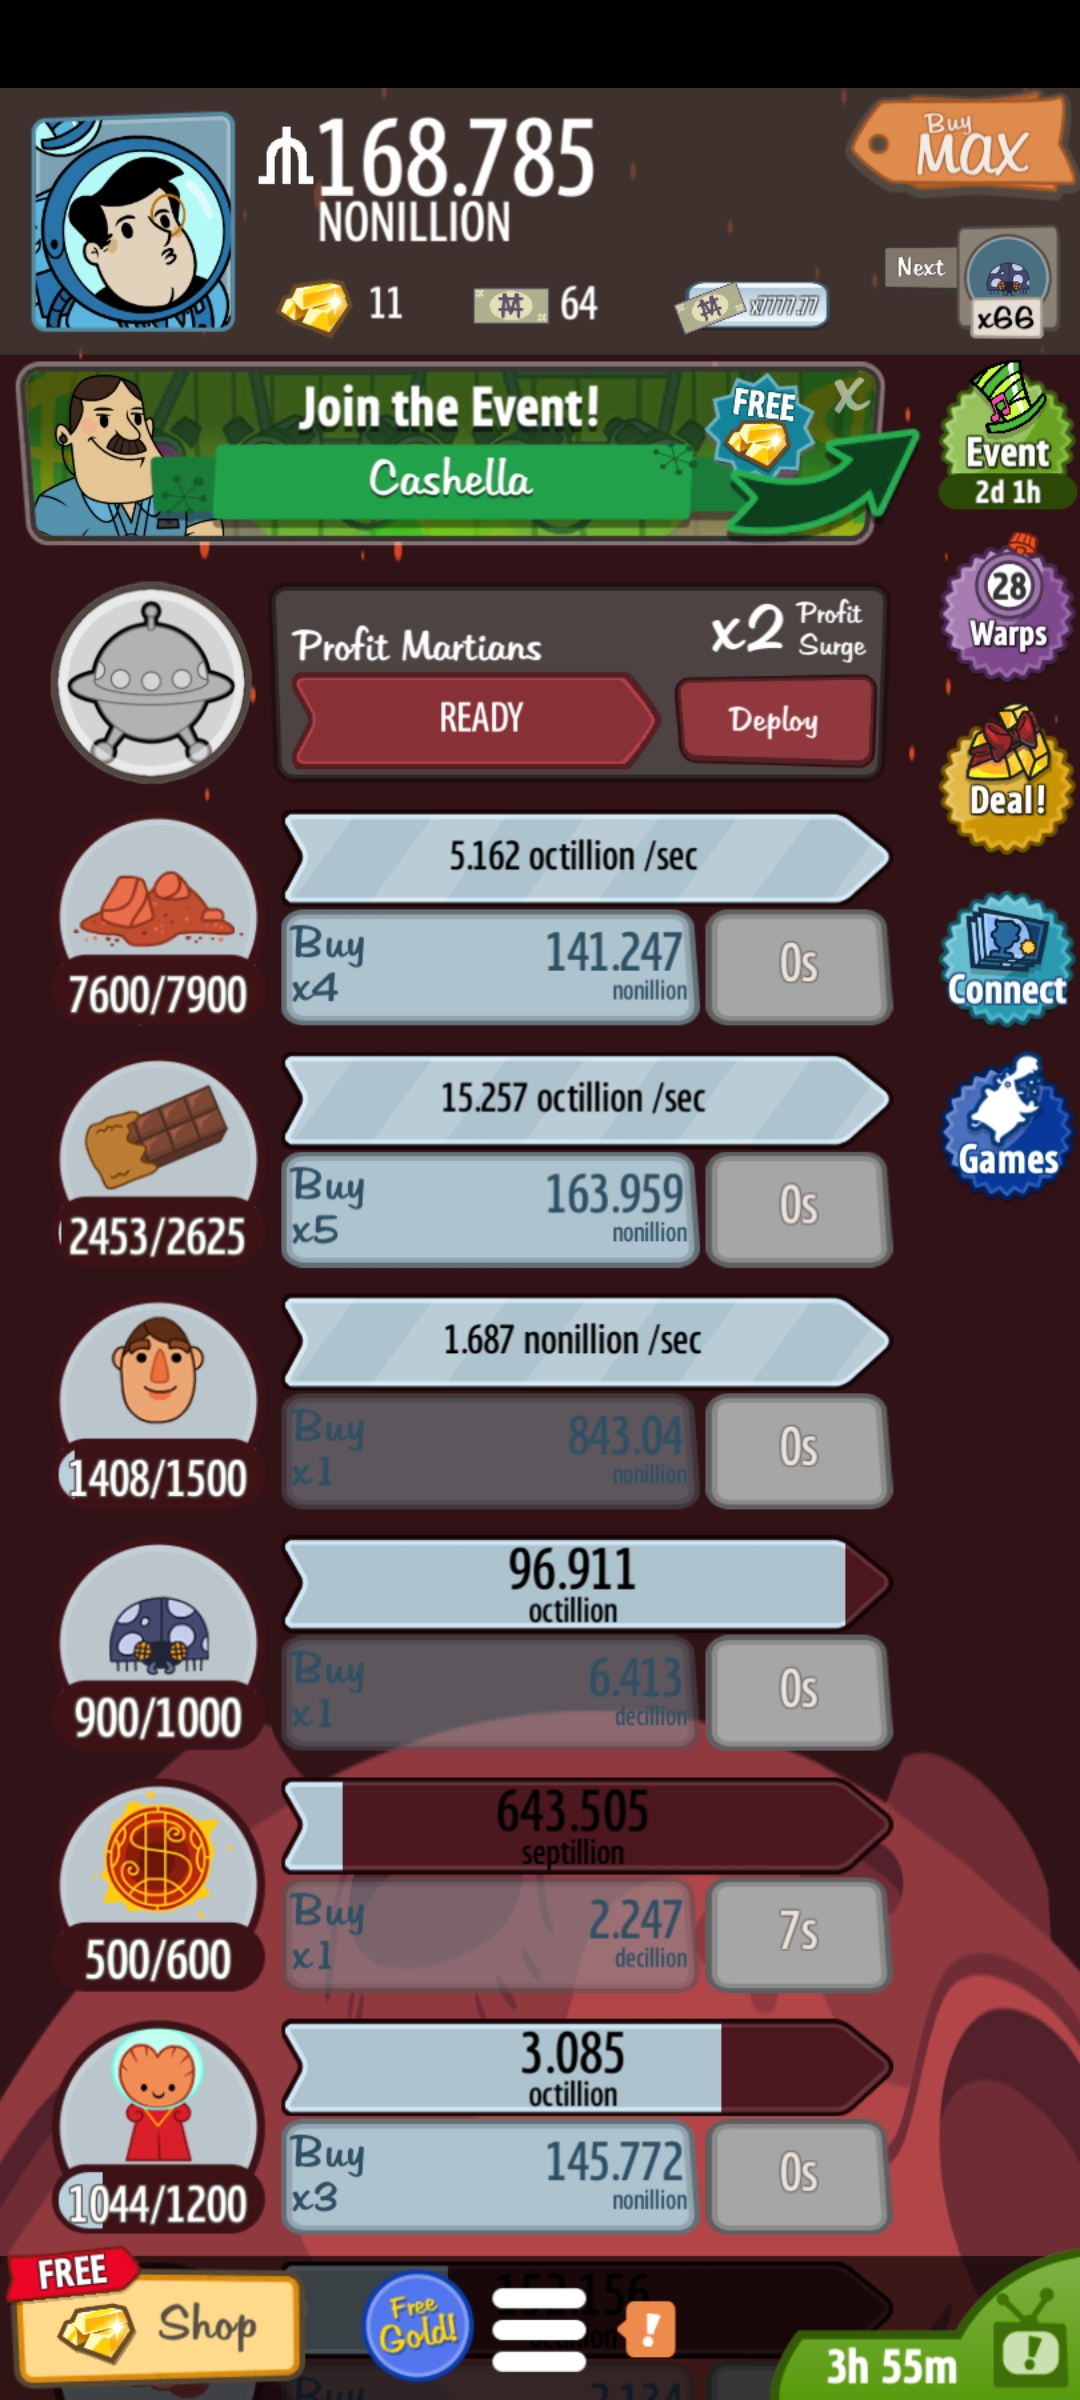 168.785
NONILLION
Buy
MAX
11
64
x7777.77
Next
x66
Join the Event!
FREE
X
Cashella
Event
2d 1h
28
Warps
Profit Martians
x2 Profit
Surge
READY
Deploy
Deal!
5.162 octillion /sec
7600/7900
Buy
x4
141.247
nonillion
0s
Connect
15.257 octillion /sec
2453/2625
Buy
x5
163.959
nonillion
0s
Games
1.687 nonillion /sec
1408/1500
Buy
x1
843.04
nonillion
0s
96.911
octillion
900/1000
Buy
x1
6.413
decillion
0s
643.505
septillion
500/600
Buy
x1
2.247
decillion
7s
3.085
octillion
1044/1200
Buy
x3
145.772
nonillion
0s
FREE
Shop
Free
Gold!
!
3h 55m
!
Buy
2.134